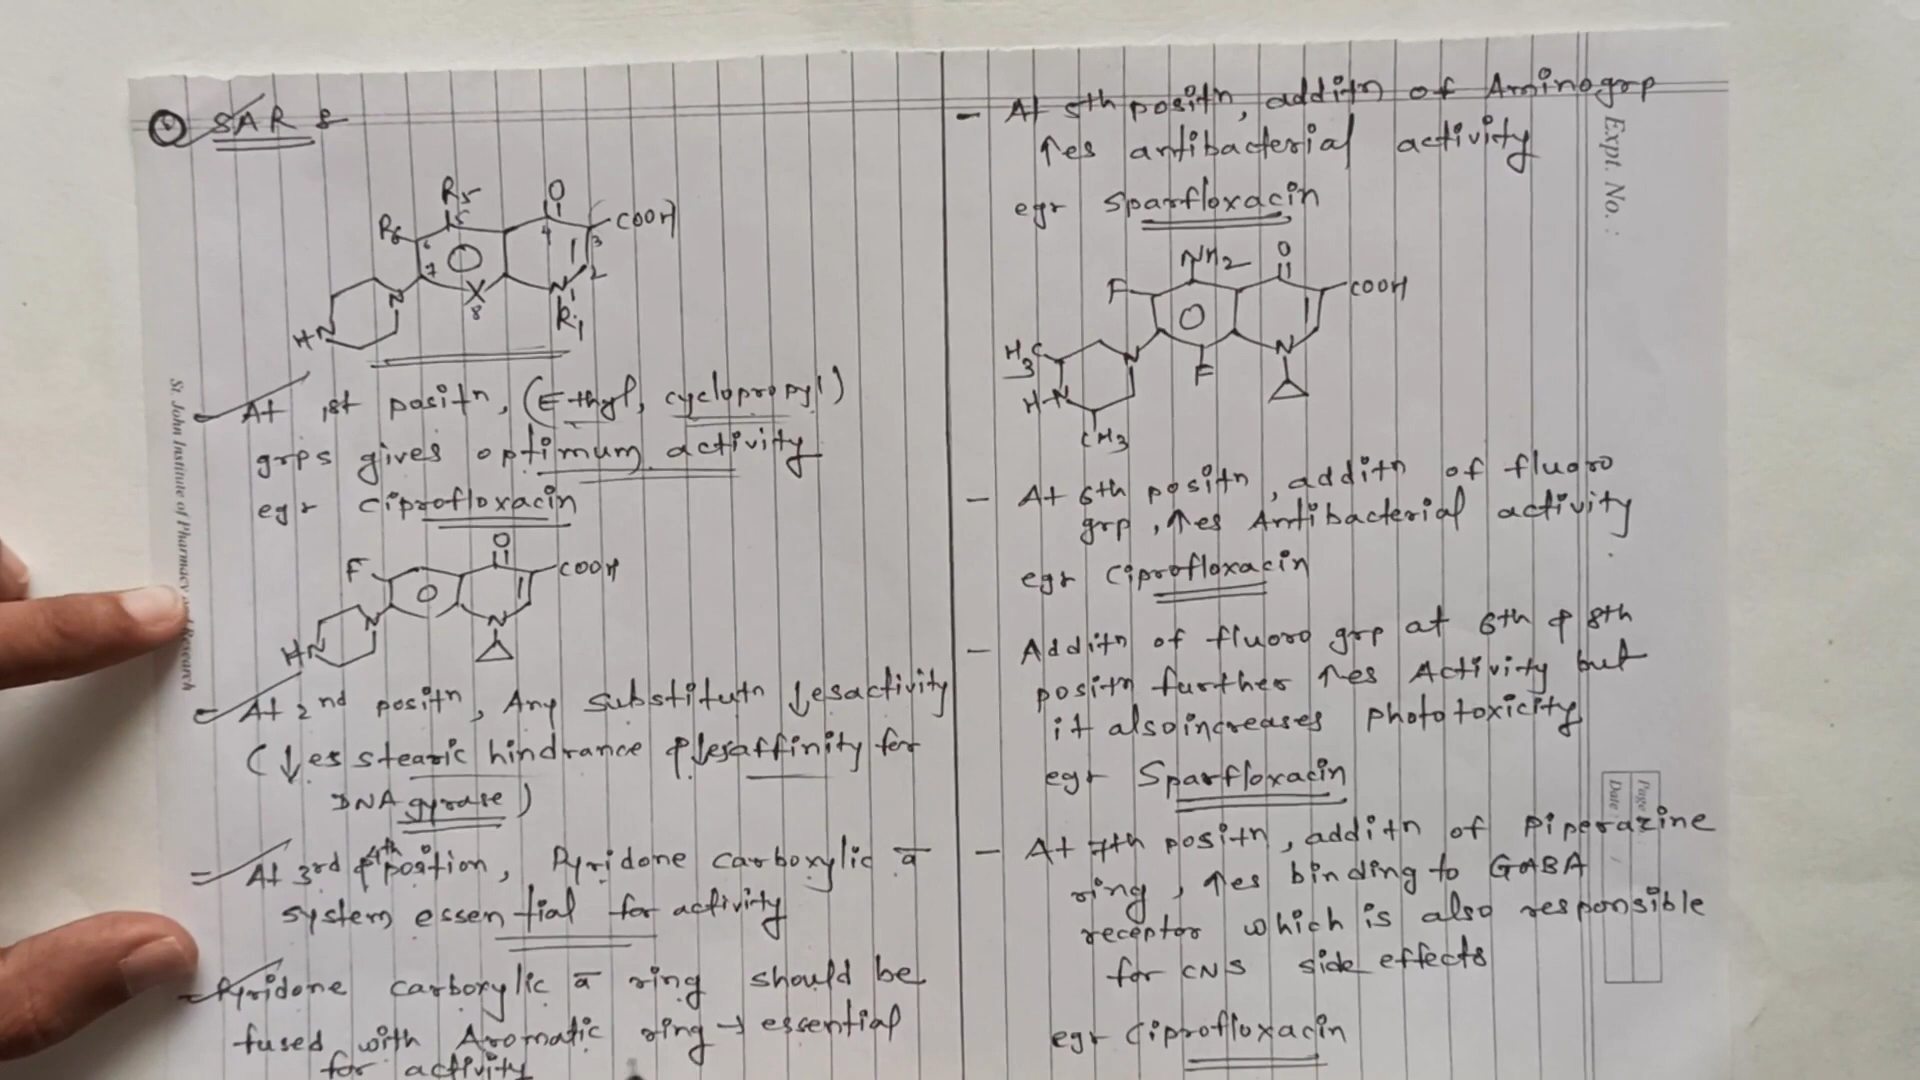 SAR :-
R5
O
R6
COOH
5
4
6
3
7
2
N
X
N
1
8
HN
R1
- At 1st positn, (Ethyl, cyclopropyl)
grps gives optimum activity
eg:- Ciprofloxacin
O
F
COOH
N
N
HN
- At 2nd positn, Any substitutn ↓es activity
(↓es stearic hindrance & ↓es affinity for
DNA gyrase)
- At 3rd & 4th position, Pyridone carboxylic a
system essential for activity
- Pyridone carboxylic a ring should be
fused with Aromatic ring → essential
for activity
- At 5th positn, additn of Aminogrp
↑es antibacterial activity
eg:- Sparfloxacin
NH2
O
F
COOH
H3C
N
N
H-N
F
CH3
- At 6th positn, additn of fluoro
grp, ↑es Antibacterial activity.
eg:- Ciprofloxacin
- Additn of fluoro grp at 6th & 8th
positn further ↑es Activity but
it also increases phototoxicity
eg:- Sparfloxacin
- At 7th positn, additn of Piperazine
ring, ↑es binding to GABA
receptor which is also responsible
for CNS side effects
eg:- Ciprofloxacin
Expt. No. :
Page
Date
St. John Institute of Pharmacy and Research